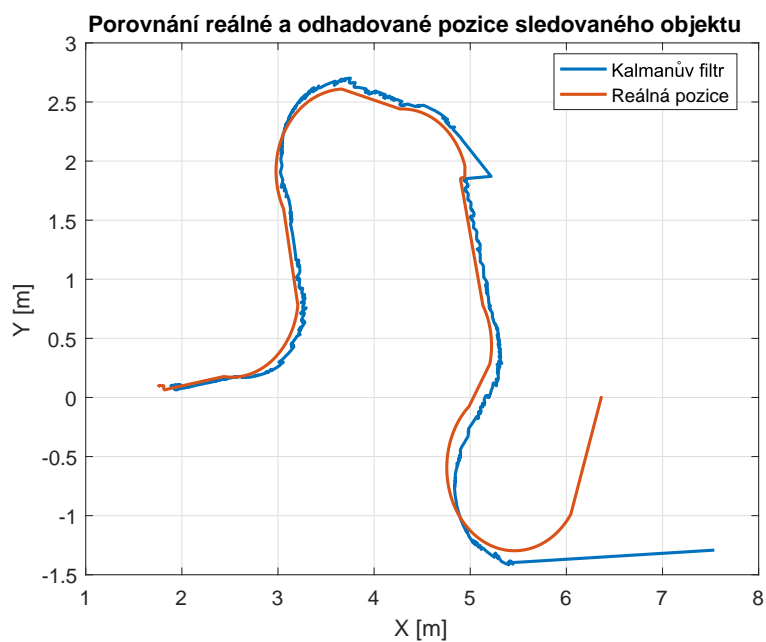 Porovnání reálné a odhadované pozice sledovaného objektu
3
2.5
2
1.5
1
0.5
0
-0.5
-1
-1.5
Y [m]
Kalmanův filtr
Reálná pozice
1 2 3 4 5 6 7 8
X [m]